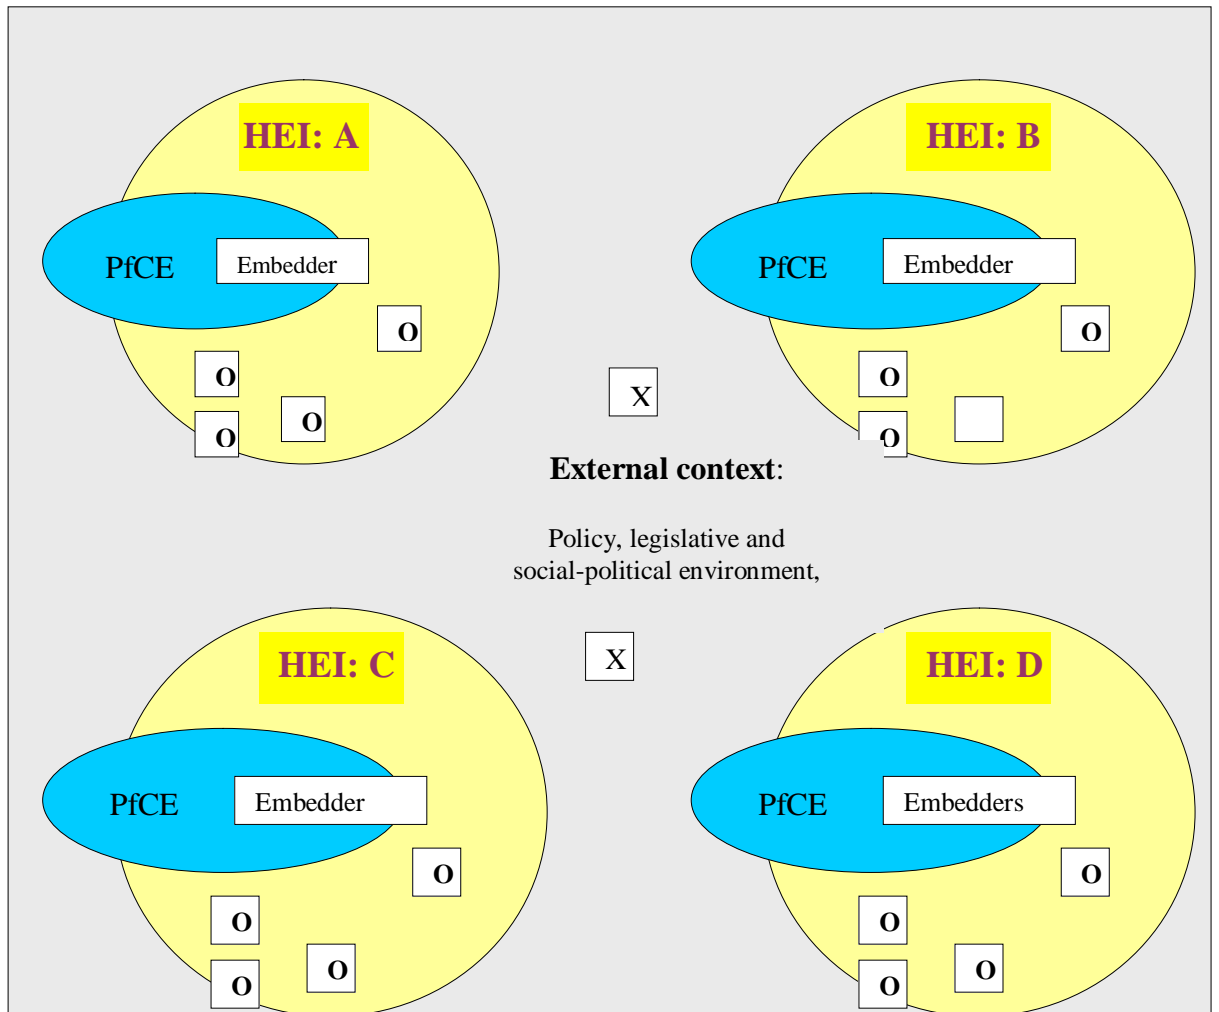 HEI: A
HEI: B
PfCE
Embedder
PfCE
Embedder
O
O
O
O
O
O
O
X
External context:
Policy, legislative and
social-political environment,
HEI: C
X
HEI: D
PfCE
Embedder
PfCE
Embedders
O
O
O
O
O
O
O
O